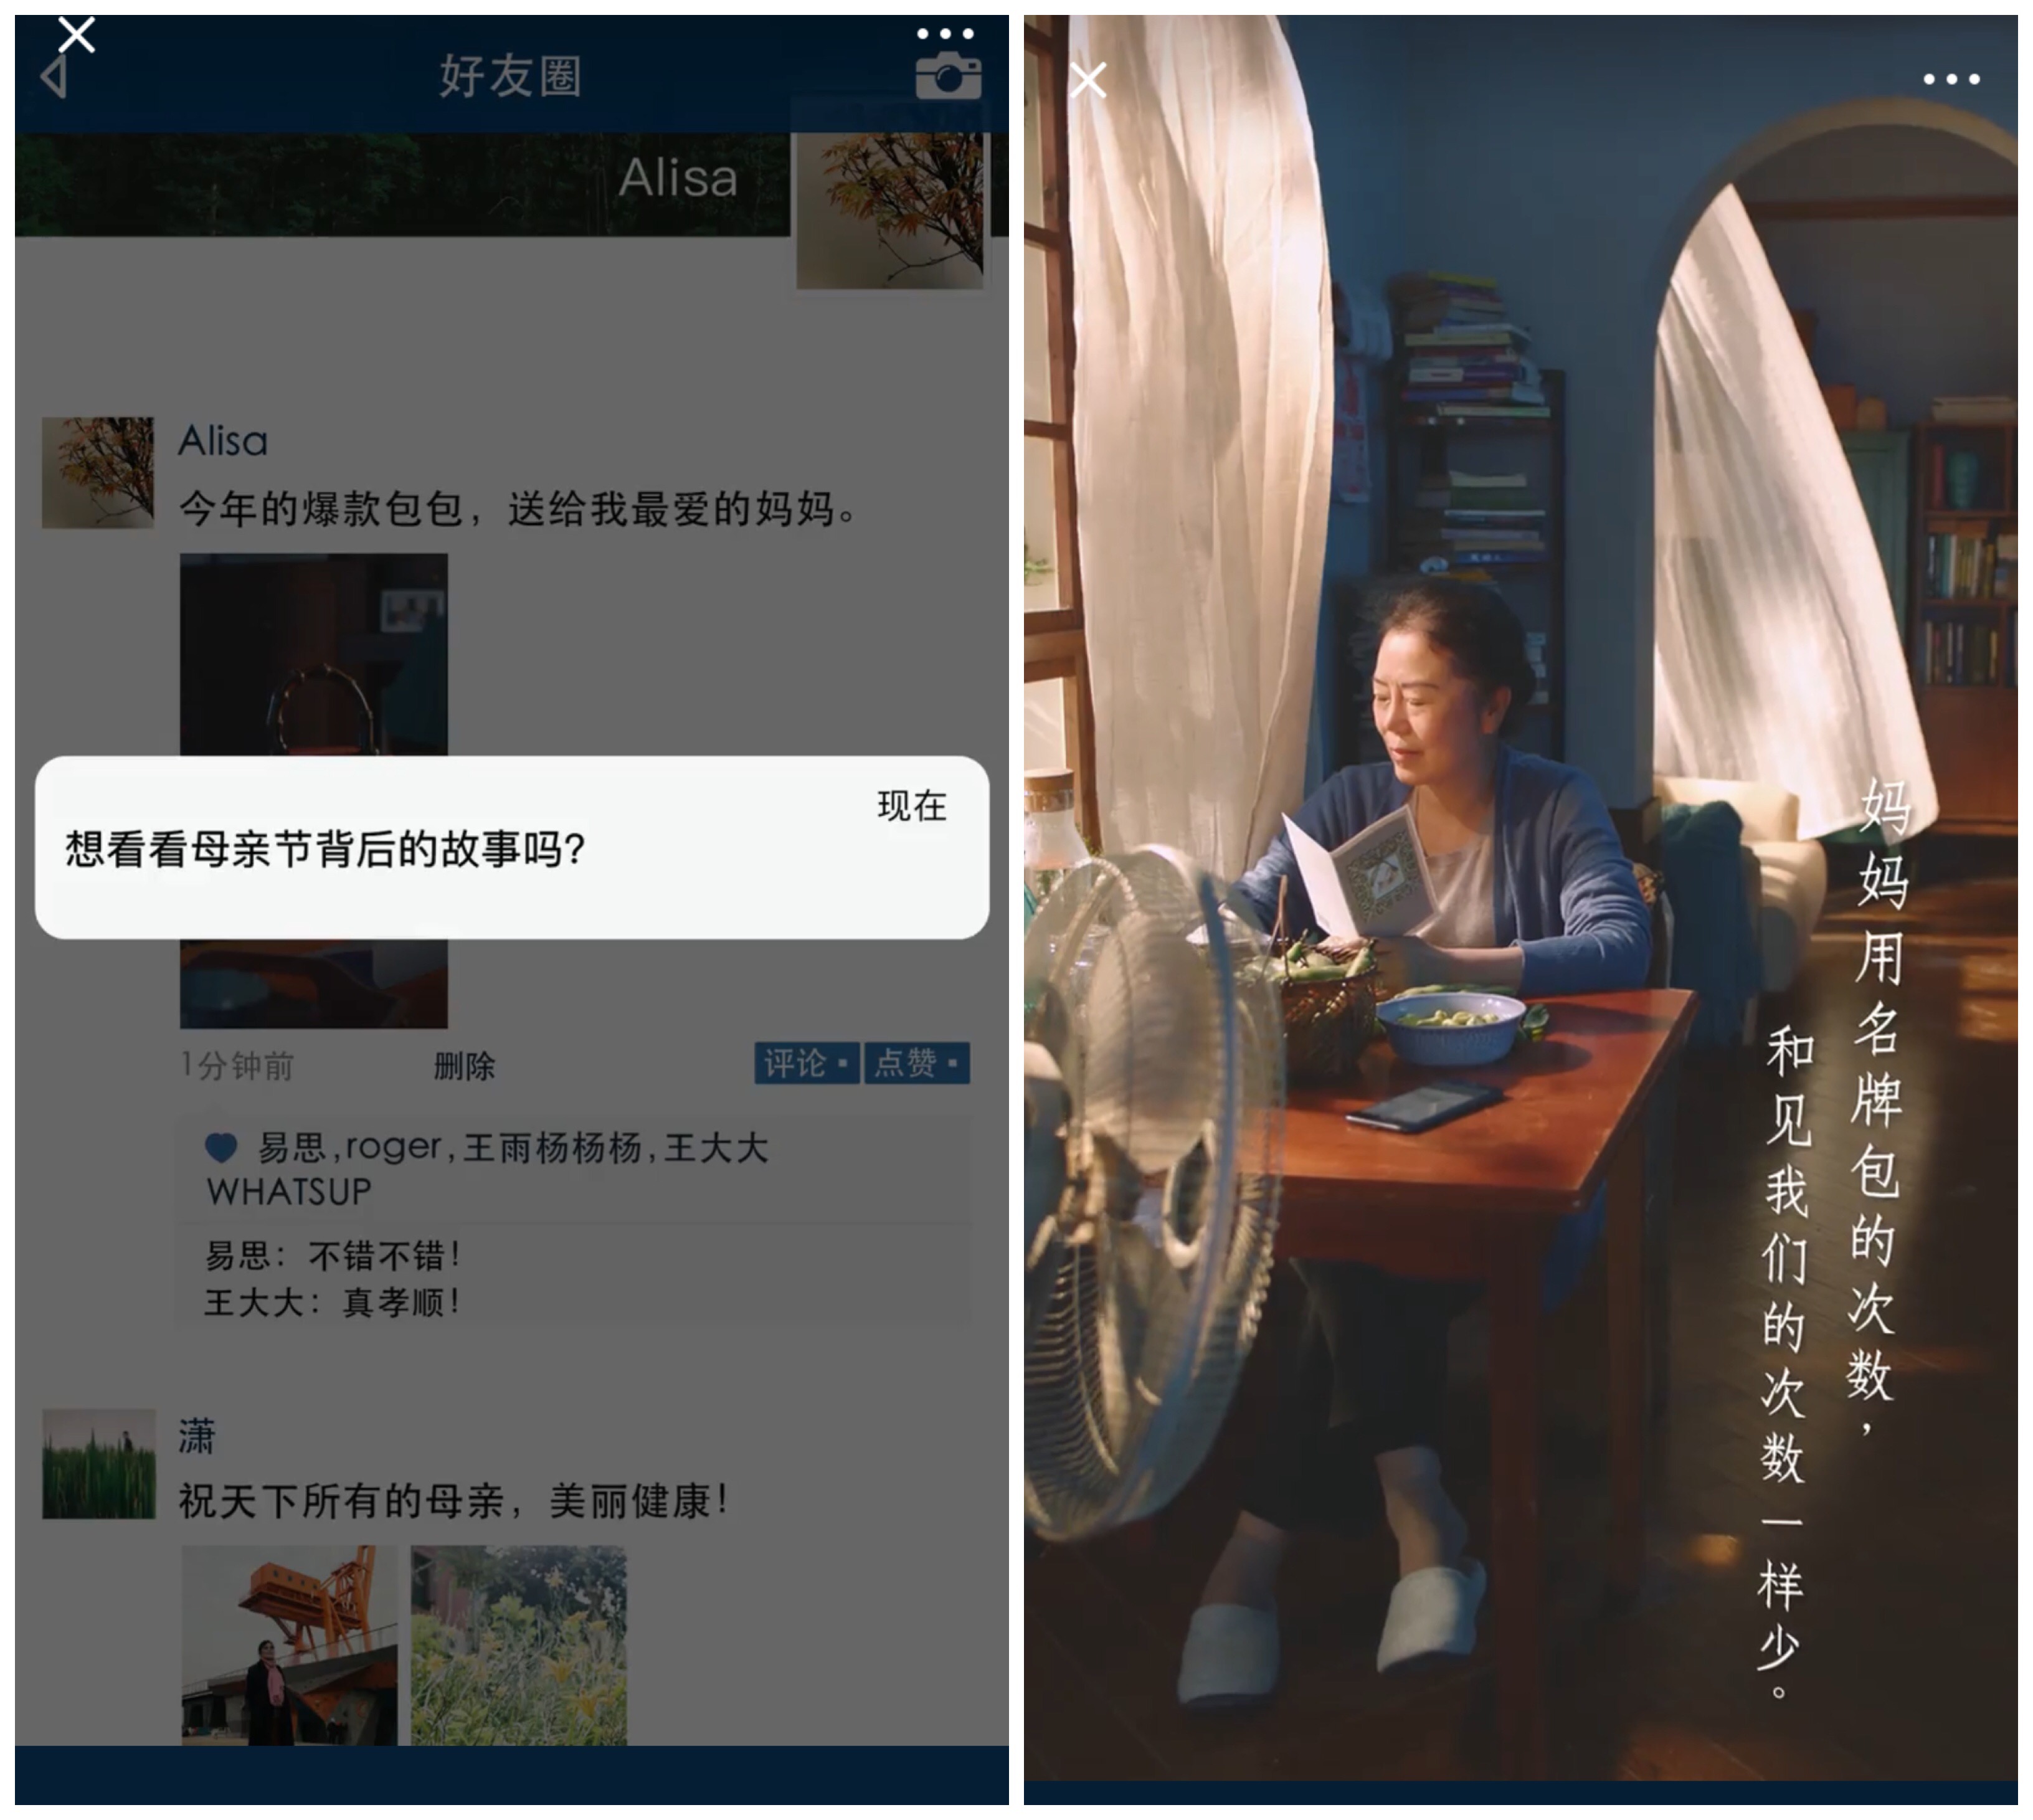 好友圈
Alisa
Alisa
今年的爆款包包，送给我最爱的妈妈。
现在
想看看母亲节背后的故事吗?
1分钟前
删除
评论
点赞
易思,roger,王雨杨杨杨,王大大
WHATSUP
易思：不错不错！
王大大：真孝顺！
潇
祝天下所有的母亲，美丽健康！
妈妈用名牌包的次数，
和见我们的次数一样少。